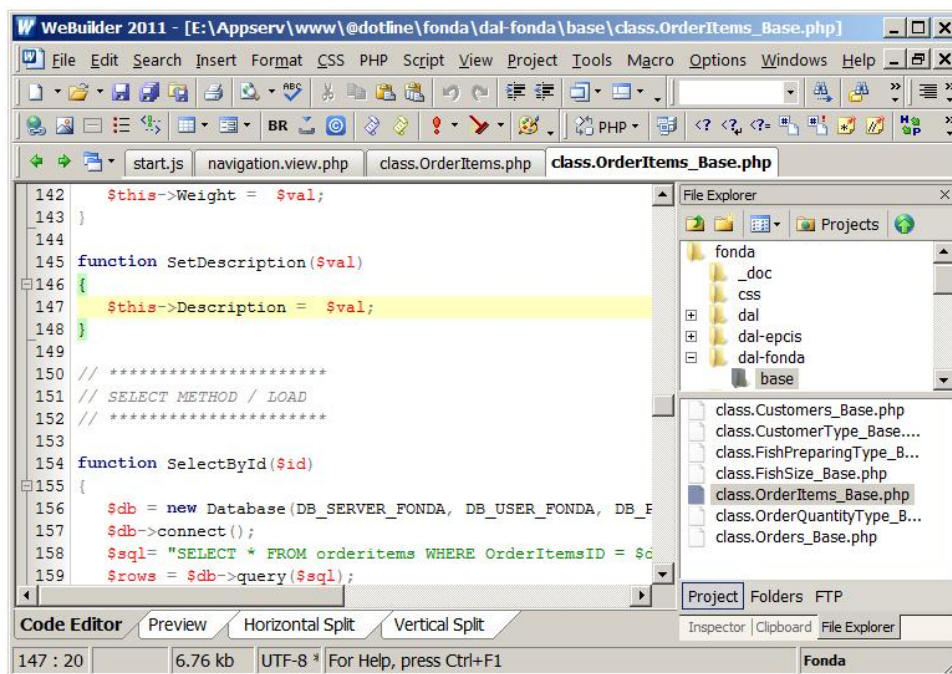 WeBuilder 2011 - [E:\Appserv\www\@dotline\fonda\dal-fonda\base\class.OrderItems_Base.php]
File Edit Search Insert Format CSS PHP Script View Project Tools Macro Options Windows Help
ABC
BR PHP <? <?, <?=
start.js navigation.view.php class.OrderItems.php class.OrderItems_Base.php
142 $this->Weight = $val;
143 }
144
145 function SetDescription($val)
146 {
147 $this->Description = $val;
148 }
149
150 // **********************
151 // SELECT METHOD / LOAD
152 // **********************
153
154 function SelectById($id)
155 {
156 $db = new Database(DB_SERVER_FONDA, DB_USER_FONDA, DB_P
157 $db->connect();
158 $sql= "SELECT * FROM orderitems WHERE OrderItemsID = $d
159 $rows = $db->query($sql);
File Explorer
Projects
fonda
_doc
css
dal
dal-epcis
dal-fonda
base
class.Customers_Base.php
class.CustomerType_Base....
class.FishPreparingType_B...
class.FishSize_Base.php
class.OrderItems_Base.php
class.OrderQuantityType_B...
class.Orders_Base.php
Project Folders FTP
Inspector Clipboard File Explorer
Code Editor Preview Horizontal Split Vertical Split
147 : 20 6.76 kb UTF-8 * For Help, press Ctrl+F1 Fonda